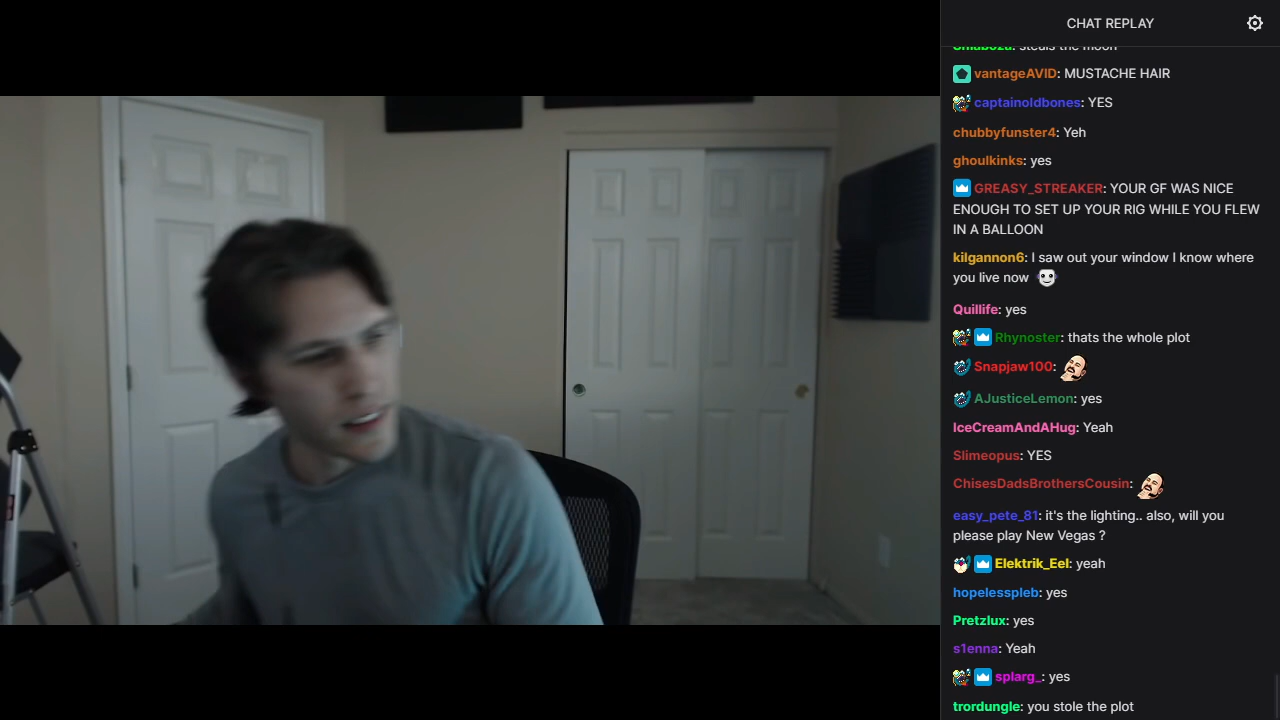 CHAT REPLAY
Chiaboza: steals the moon
vantageAVID: MUSTACHE HAIR
captainoldbones: YES
chubbyfunster4: Yeh
ghoulkinks: yes
GREASY_STREAKER: YOUR GF WAS NICE
ENOUGH TO SET UP YOUR RIG WHILE YOU FLEW
IN A BALLOON
kilgannon6: I saw out your window I know where
you live now
Quillife: yes
Rhynoster: thats the whole plot
Snapjaw100:
AJusticeLemon: yes
IceCreamAndAHug: Yeah
Slimeopus: YES
ChisesDadsBrothersCousin:
easy_pete_81: it's the lighting.. also, will you
please play New Vegas ?
Elektrik_Eel: yeah
hopelesspleb: yes
Pretzlux: yes
s1enna: Yeah
splarg_: yes
trordungle: you stole the plot